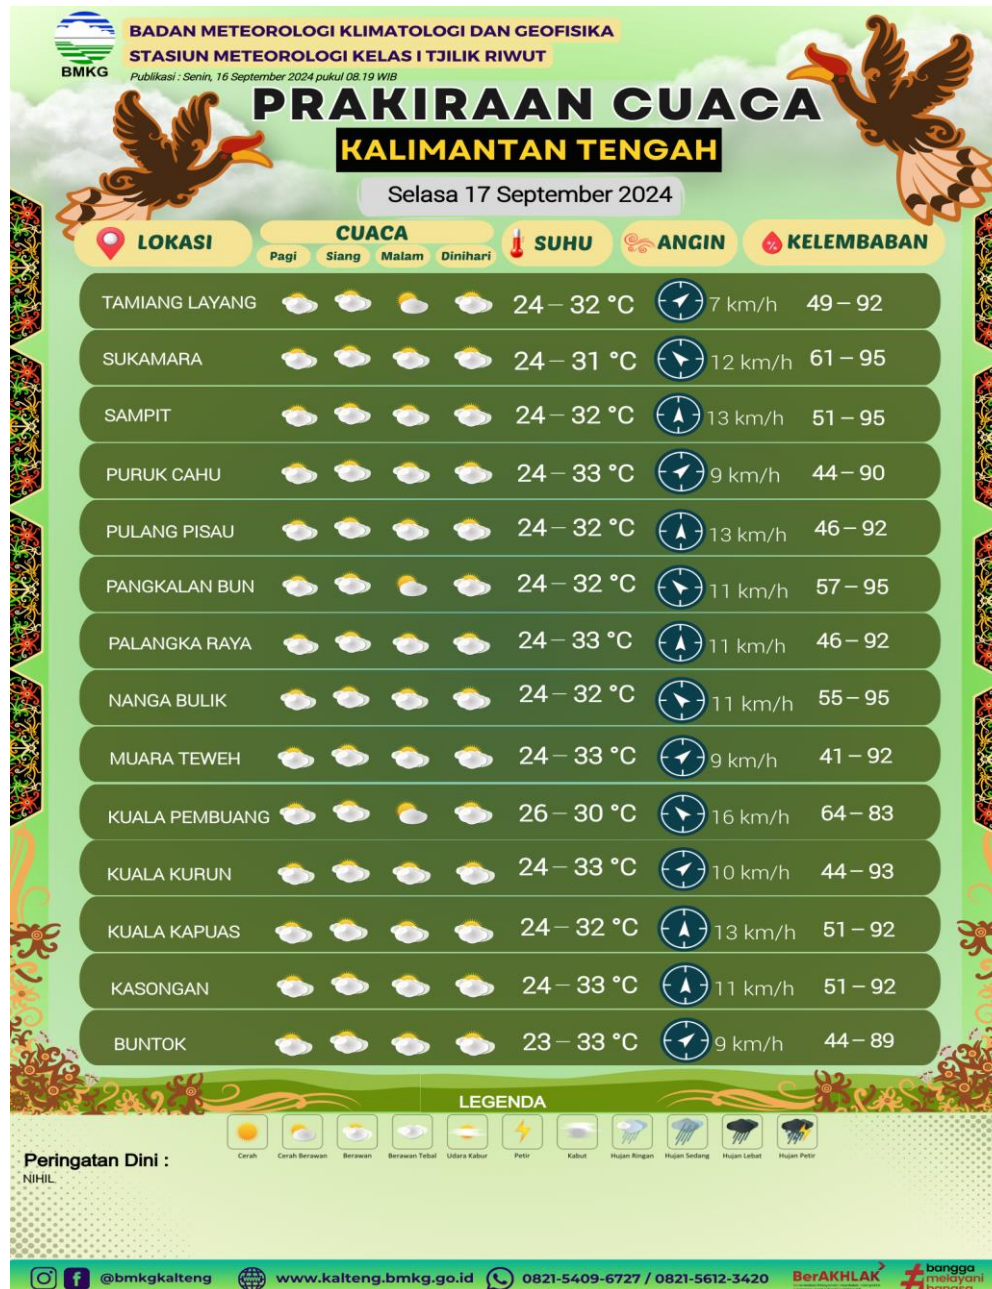 BADAN METEOROLOGI KLIMATOLOGI DAN GEOFISIKA
STASIUN METEOROLOGI KELAS I TJILIK RIWUT
BMKG
Publikasi : Senin, 16 September 2024 pukul 08.19 WIB
PRAKIRAAN CUACA
KALIMANTAN TENGAH
Selasa 17 September 2024
LOKASI CUACA SUHU ANGIN KELEMBABAN
Pagi Siang Malam Dinihari
TAMIANG LAYANG 24 – 32 °C 7 km/h 49 – 92
SUKAMARA 24 – 31 °C 12 km/h 61 – 95
SAMPIT 24 – 32 °C 13 km/h 51 – 95
PURUK CAHU 24 – 33 °C 9 km/h 44 – 90
PULANG PISAU 24 – 32 °C 13 km/h 46 – 92
PANGKALAN BUN 24 – 32 °C 11 km/h 57 – 95
PALANGKA RAYA 24 – 33 °C 11 km/h 46 – 92
NANGA BULIK 24 – 32 °C 11 km/h 55 – 95
MUARA TEWEH 24 – 33 °C 9 km/h 41 – 92
KUALA PEMBUANG 26 – 30 °C 16 km/h 64 – 83
KUALA KURUN 24 – 33 °C 10 km/h 44 – 93
KUALA KAPUAS 24 – 32 °C 13 km/h 51 – 92
KASONGAN 24 – 33 °C 11 km/h 51 – 92
BUNTOK 23 – 33 °C 9 km/h 44 – 89
LEGENDA
Cerah Cerah Berawan Berawan Berawan Tebal Udara Kabur Petir Kabut Hujan Ringan Hujan Sedang Hujan Lebat Hujan Petir
Peringatan Dini :
NIHIL
@bmkgkalteng www.kalteng.bmkg.go.id 0821-5409-6727 / 0821-5612-3420 BerAKHLAK #bangga
melayani
bangsa